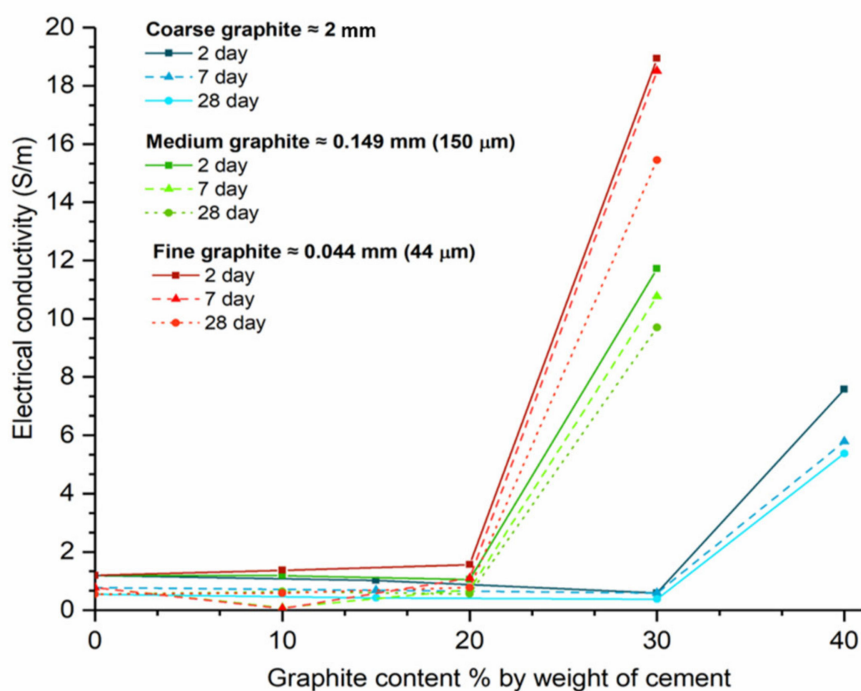 Coarse graphite ≈ 2 mm
2 day
7 day
28 day
Medium graphite ≈ 0.149 mm (150 μm)
2 day
7 day
28 day
Fine graphite ≈ 0.044 mm (44 μm)
2 day
7 day
28 day
Electrical conductivity (S/m)
20
18
16
14
12
10
8
6
4
2
0
0
10
20
30
40
Graphite content % by weight of cement